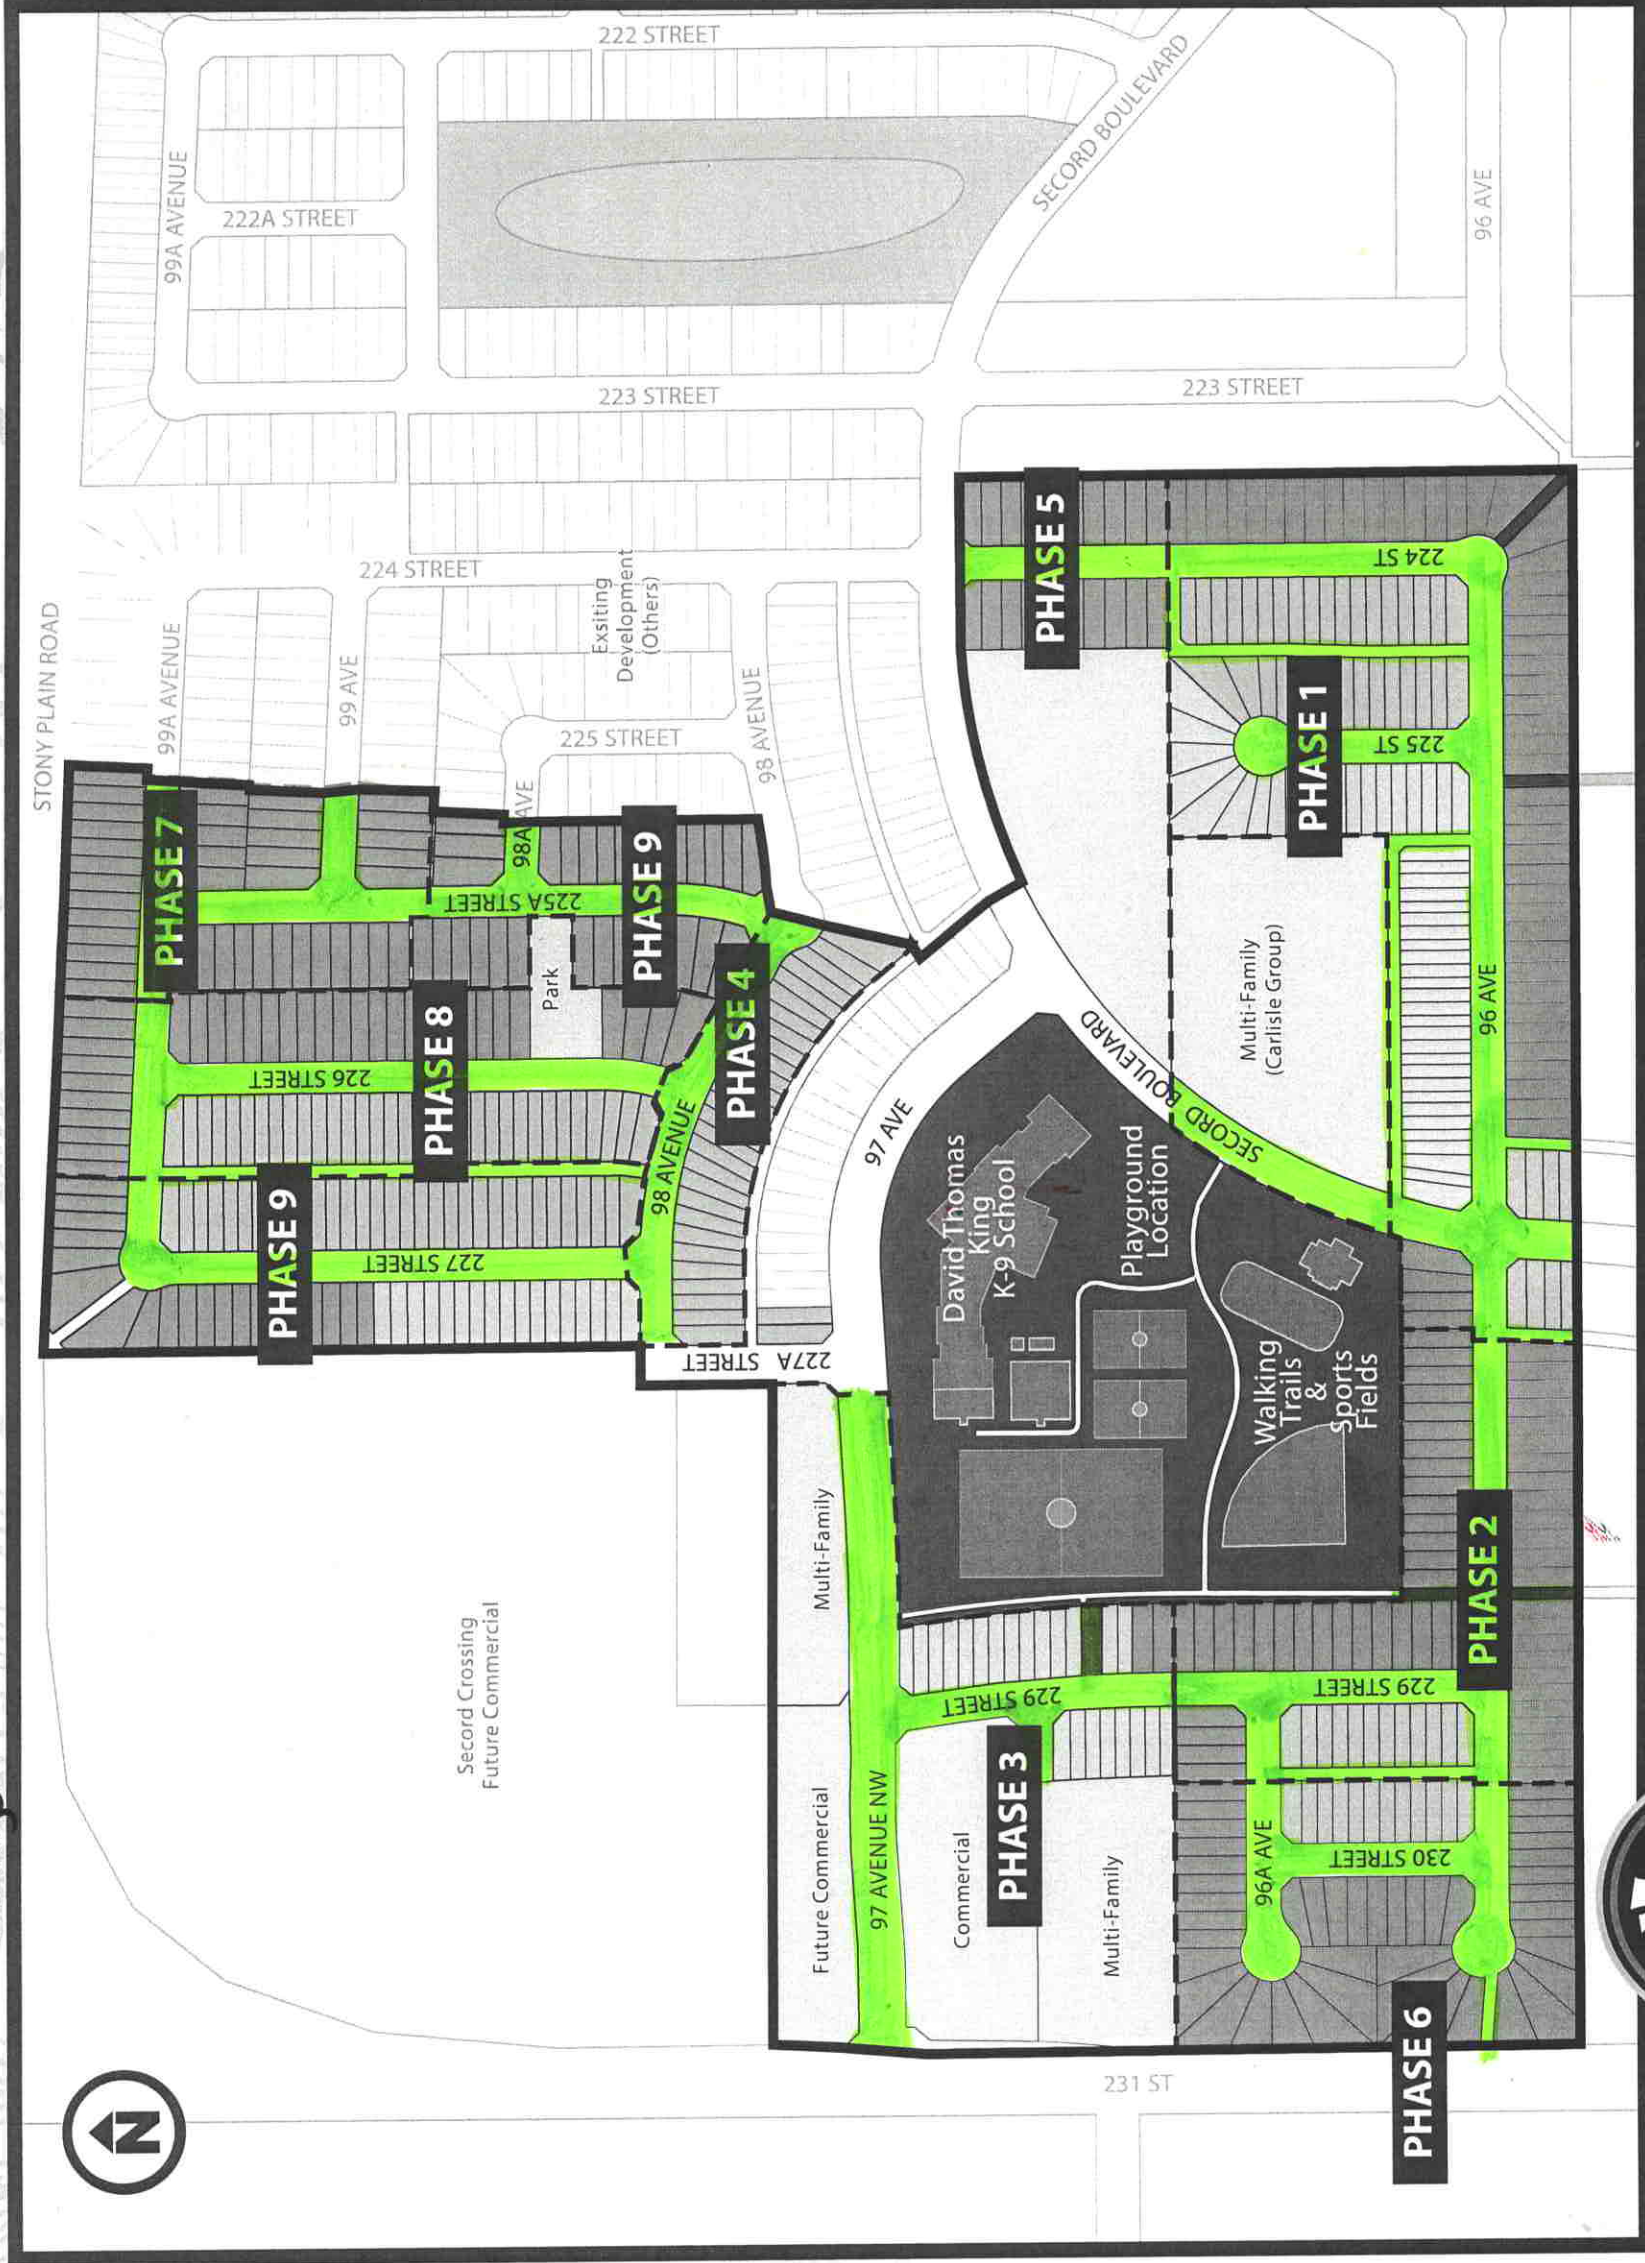 222 STREET
SECORD BOULEVARD
99A AVENUE
222A STREET
96 AVE
223 STREET
223 STREET
STONY PLAIN ROAD
224 STREET
99A AVENUE
99 AVE
Exsiting
Development
(Others)
225 STREET
98 AVENUE
98A AVE
PHASE 5
224 ST
PHASE 1
225 ST
PHASE 7
225A STREET
PHASE 9
Park
PHASE 8
226 STREET
PHASE 4
98 AVENUE
PHASE 9
227 STREET
227A STREET
97 AVE
SECORD BOULEVARD
SECORD
Multi-Family
(Carlisle Group)
96 AVE
David Thomas
King
K-9 School
Playground
Location
Walking
Trails
&
Sports
Fields
Second Crossing
Future Commercial
Multi-Family
PHASE 2
229 STREET
229 STREET
Future Commercial
97 AVENUE NW
Commercial
PHASE 3
Multi-Family
96A AVE
230 STREET
PHASE 6
231 ST
N